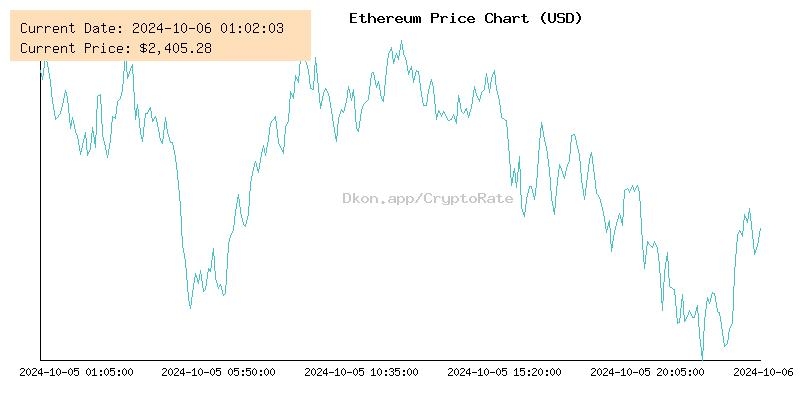 Ethereum Price Chart (USD)
Current Date: 2024-10-06 01:02:03
Current Price: $2,405.28
Dkon.app/CryptoRate
2024-10-05 01:05:00 2024-10-05 05:50:00 2024-10-05 10:35:00 2024-10-05 15:20:00 2024-10-05 20:05:00 2024-10-06